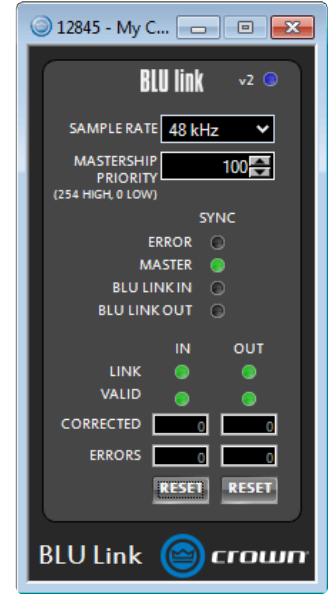 12845 - My C...
BLU link v2
SAMPLE RATE 48 kHz
MASTERSHIP
PRIORITY 100
(254 HIGH, 0 LOW)
SYNC
ERROR
MASTER
BLU LINK IN
BLU LINK OUT
IN OUT
LINK
VALID
CORRECTED 0 0
ERRORS 0 0
RESET RESET
BLU Link crown